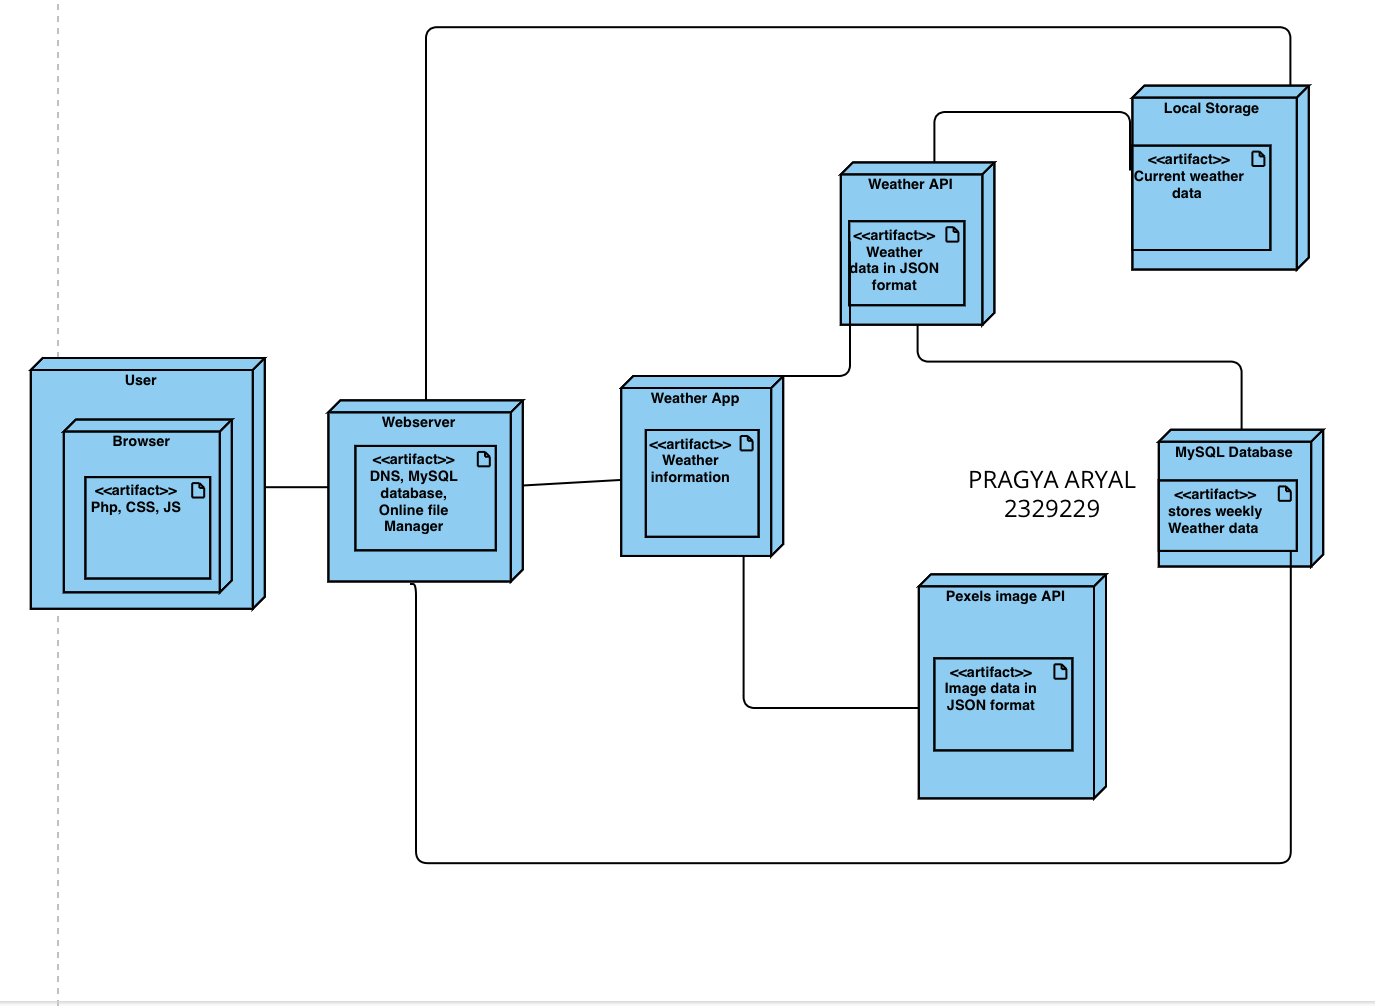 Local Storage
<<artifact>>
Current weather
data
Weather API
<<artifact>>
Weather
data in JSON
format
User
Browser
<<artifact>>
Php, CSS, JS
Webserver
<<artifact>>
DNS, MySQL
database,
Online file
Manager
Weather App
<<artifact>>
Weather
information
MySQL Database
<<artifact>>
stores weekly
Weather data
PRAGYA ARYAL
2329229
Pexels image API
<<artifact>>
Image data in
JSON format